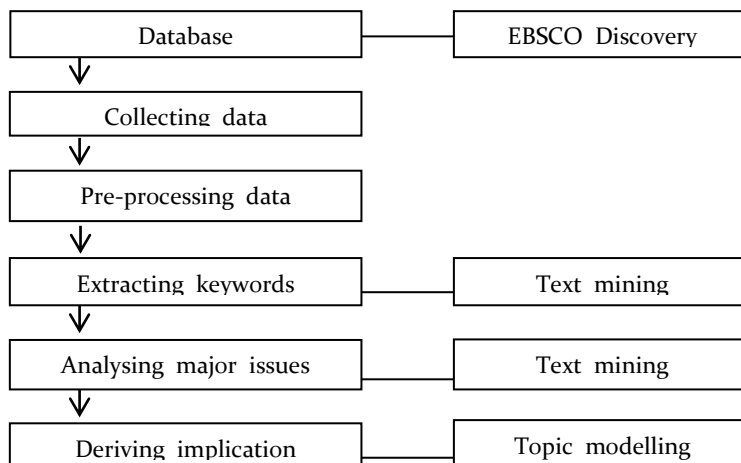 Database
EBSCO Discovery
Collecting data
Pre-processing data
Extracting keywords
Text mining
Analysing major issues
Text mining
Deriving implication
Topic modelling